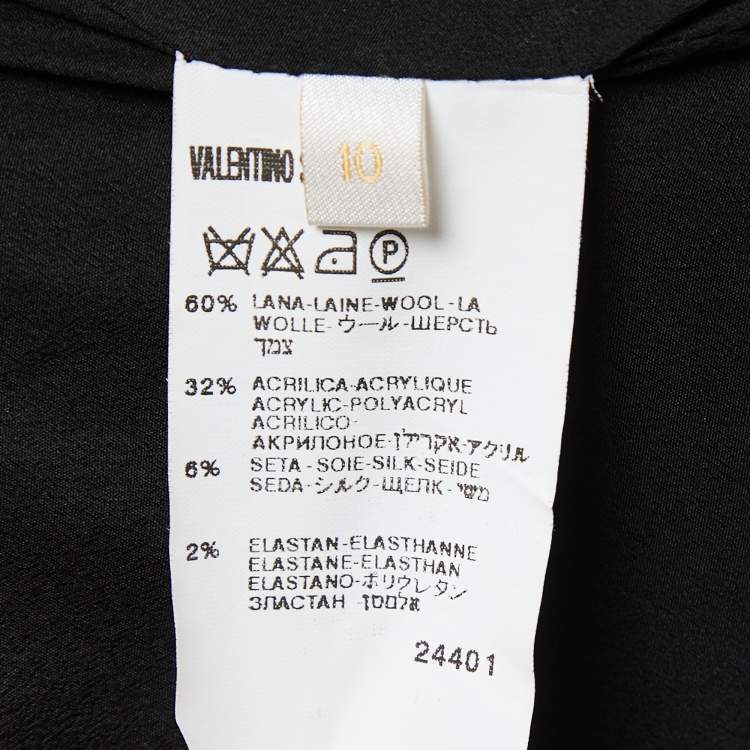 VALENTINO
10
P
60% LANA-LAINE-WOOL-LA
WOLLE-ウール-ШЕРСТЬ
צמך
32% ACRILICA-ACRYLIQUE
ACRYLIC-POLYACRYL
ACRILICO-
АКРИЛОНОЕ-אקרילן-アクリル
6% SETA-SOIE-SILK-SEIDE
SEDA-シルク-ЩЕЛК-משי
2% ELASTAN-ELASTHANNE
ELASTANE-ELASTHAN
ELASTANO-ポリウレタン
ЗЛАСТАН-אלסטן
24401